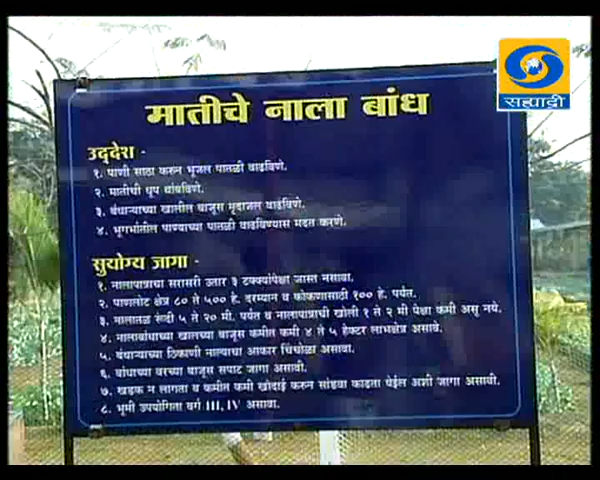 सह्याद्री
मातीचे नाला बांध
उद्देश -
१. पाणी साठा करुन भूजल पातळी वाढविणे.
२. मातीची धूप थांबविणे.
३. बंधाऱ्याच्या खालील बाजूस मृदाजल वाढविणे.
४. भूगर्भातील पाण्याच्या पातळी वाढविण्यास मदत करणे.
सुयोग्य जागा -
१. नालापात्राचा सरासरी उतार ३ टक्क्यांपेक्षा जास्त नसावा.
२. पाणलोट क्षेत्र ८० ते ५०० हे. दरम्यान व कोकणासाठी १०० हे. पर्यंत.
३. नालातळ रूंदी ५ ते २० मी. पर्यंत व नालापात्राची खोली १ ते २ मी पेक्षा कमी असू नये.
४. नालाबांधाच्या खालच्या बाजूस कमीत कमी ४ ते ५ हेक्टर लाभक्षेत्र असावे.
५. बंधाऱ्याच्या ठिकाणी नाल्याचा आकार चिंचोळा असावा.
६. बांधाच्या वरच्या बाजूस सपाट जागा असावी.
७. खडक न लागता व कमीत कमी खोदाई करुन सांडवा काढता येईल अशी जागा असावी.
८. भूमी उपयोगिता वर्ग III, IV असावा.